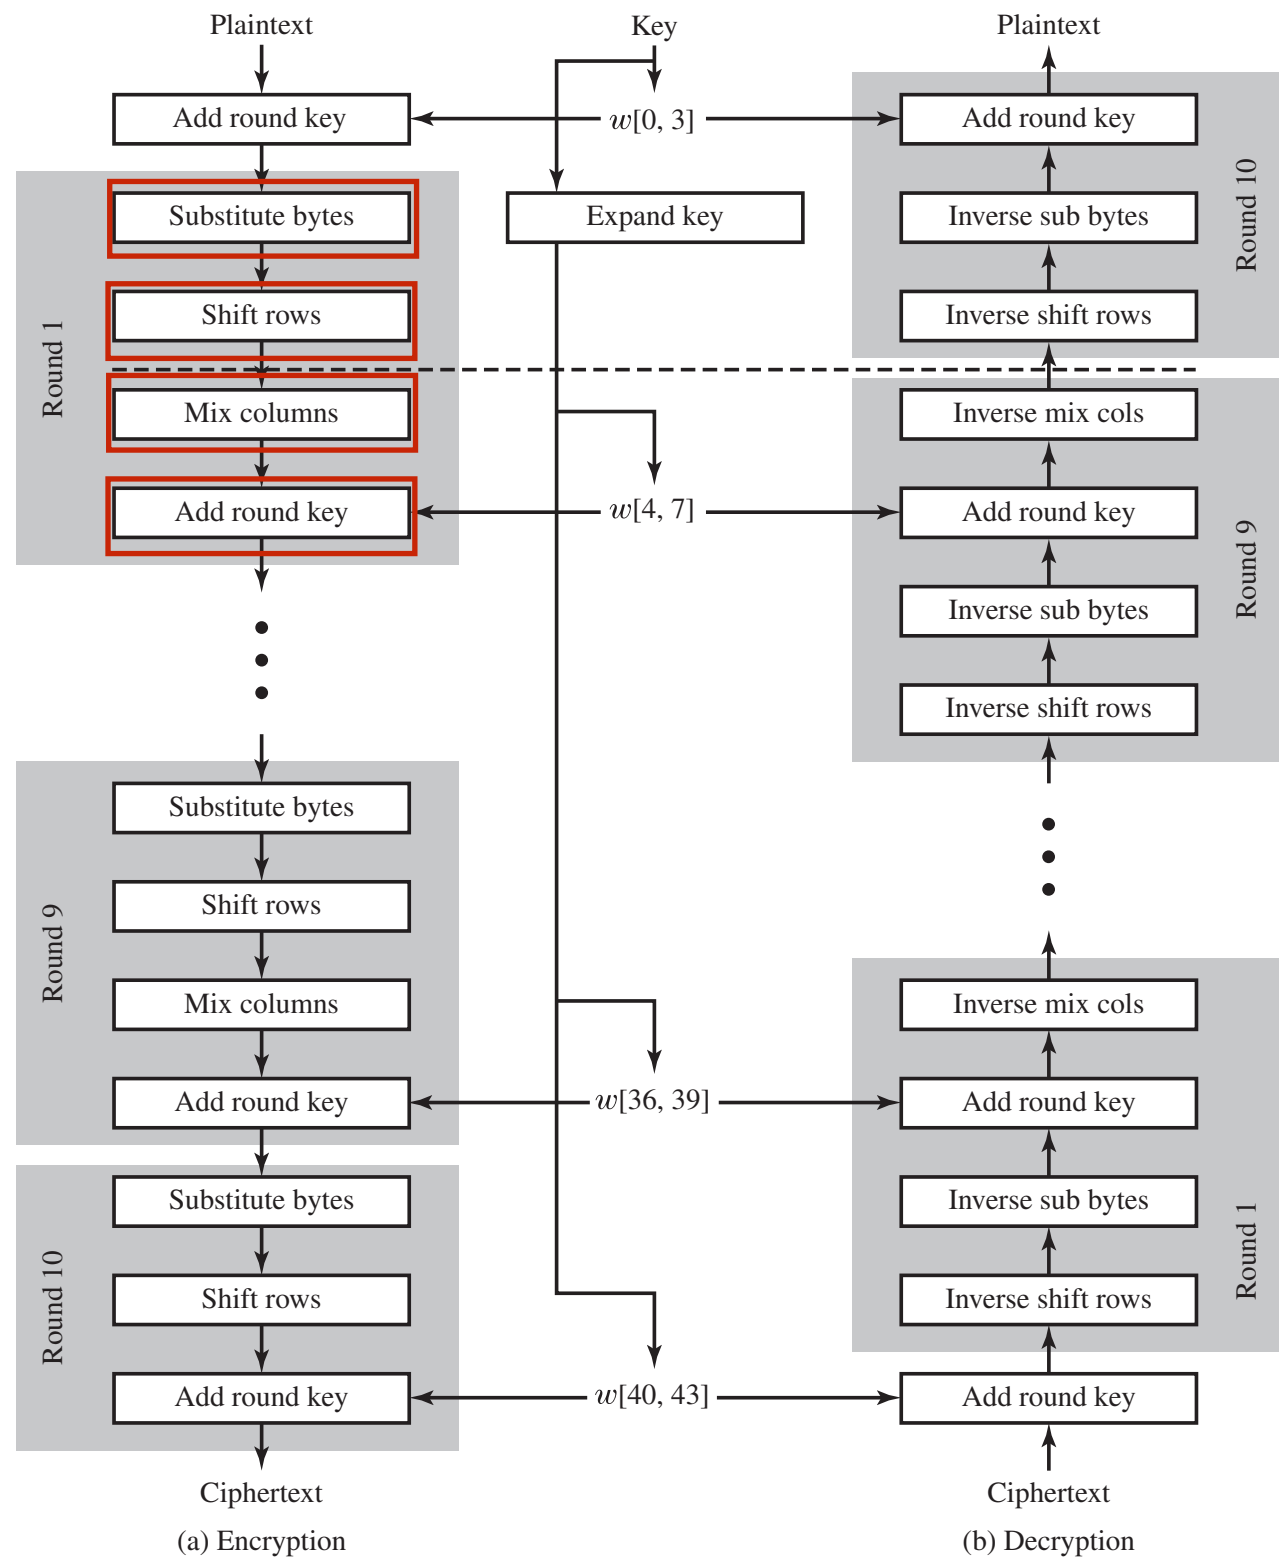 Plaintext
Add round key
Round 1
Substitute bytes
Shift rows
Mix columns
Add round key
Round 9
Substitute bytes
Shift rows
Mix columns
Add round key
Round 10
Substitute bytes
Shift rows
Add round key
Ciphertext
(a) Encryption
Key
w[0, 3]
Expand key
w[4, 7]
w[36, 39]
w[40, 43]
Plaintext
Add round key
Inverse sub bytes
Inverse shift rows
Round 10
Inverse mix cols
Add round key
Inverse sub bytes
Inverse shift rows
Round 9
Inverse mix cols
Add round key
Inverse sub bytes
Inverse shift rows
Round 1
Add round key
Ciphertext
(b) Decryption